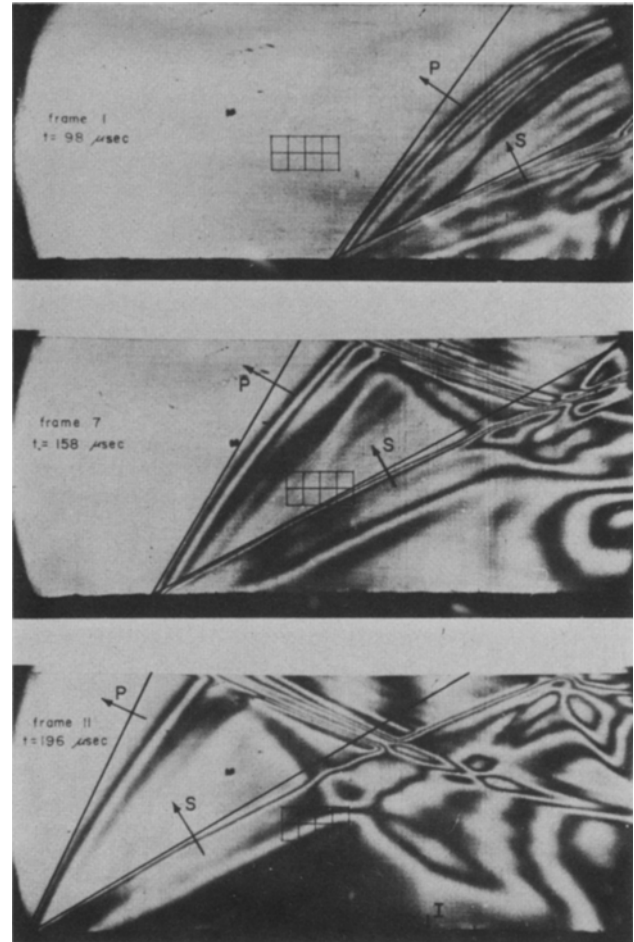 P
frame 1
t= 98 μsec
S
P
frame 7
t= 158 μsec
S
P
frame 11
t=196 μsec
S
I